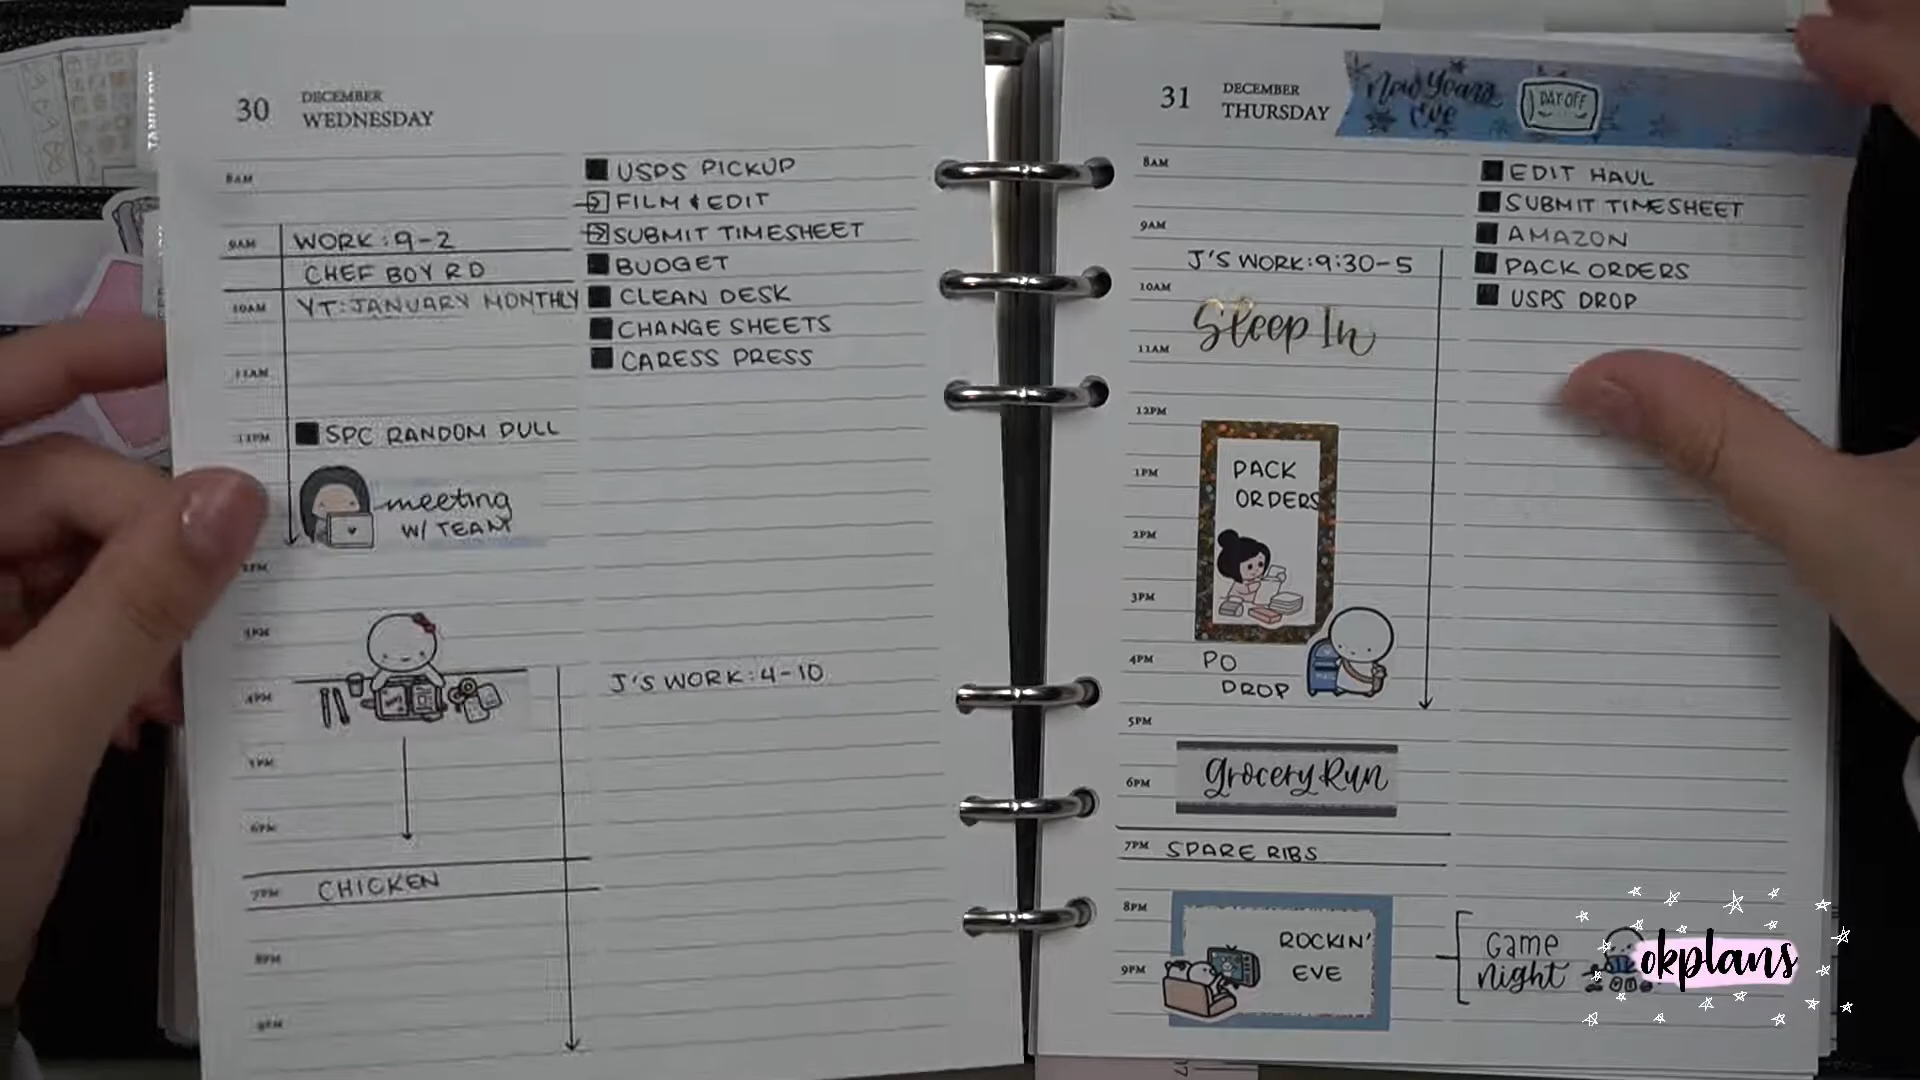 30
DECEMBER
WEDNESDAY
8AM
9AM
WORK: 9-2
CHEF BOY R D
10AM
YT: JANUARY MONTHLY
11AM
SPC RANDOM PULL
meeting
W/ TEAM
CHICKEN
7PM
8PM
9PM
USPS PICKUP
FILM & EDIT
SUBMIT TIMESHEET
BUDGET
CLEAN DESK
CHANGE SHEETS
CARESS PRESS
J'S WORK: 4-10
31
DECEMBER
THURSDAY
New Years
Eve
DAY OFF
8AM
9AM
J'S WORK: 9:30-5
10AM
Sleep In
11AM
12PM
1PM
PACK
ORDERS
2PM
3PM
4PM
PO
DROP
5PM
6PM
grocery Run
7PM
SPARE RIBS
8PM
ROCKIN'
EVE
9PM
EDIT HAUL
SUBMIT TIMESHEET
AMAZON
PACK ORDERS
USPS DROP
Game
night
okplans